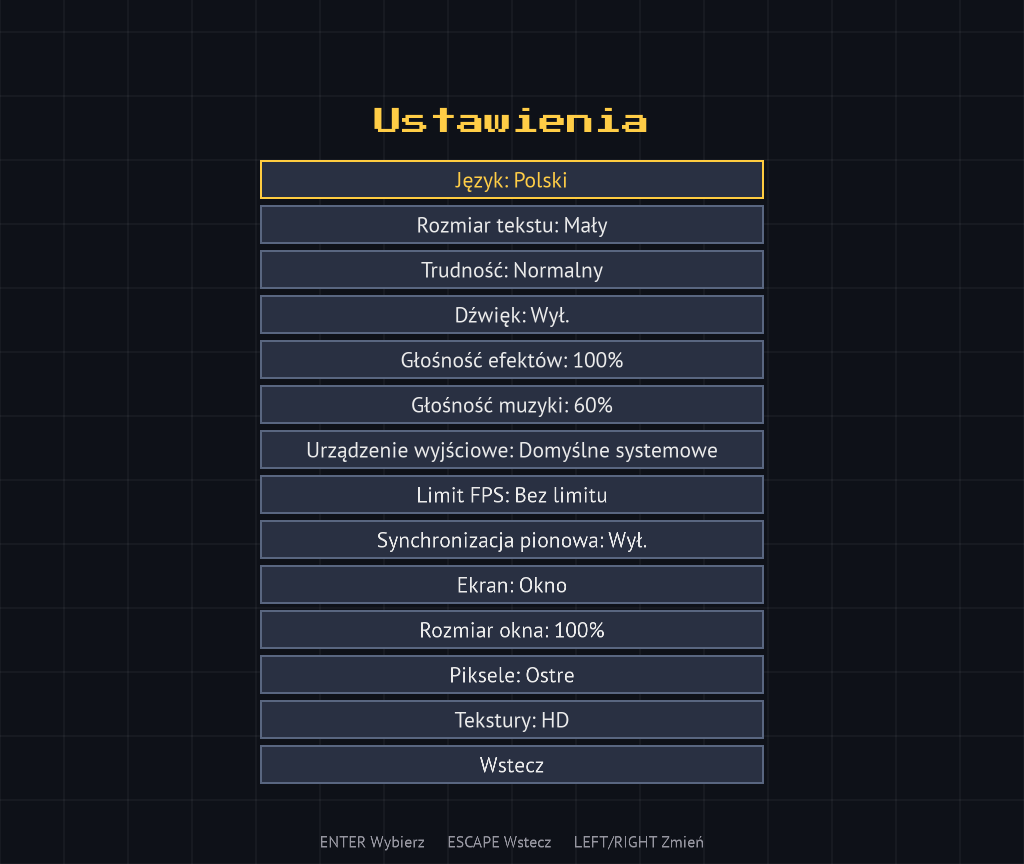 Ustawienia
Język: Polski
Rozmiar tekstu: Mały
Trudność: Normalny
Dźwięk: Wył.
Głośność efektów: 100%
Głośność muzyki: 60%
Urządzenie wyjściowe: Domyślne systemowe
Limit FPS: Bez limitu
Synchronizacja pionowa: Wył.
Ekran: Okno
Rozmiar okna: 100%
Piksele: Ostre
Tekstury: HD
Wstecz
ENTER Wybierz ESCAPE Wstecz LEFT/RIGHT Zmień